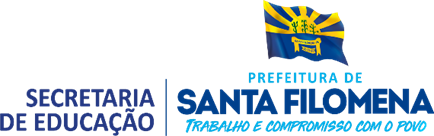 SECRETARIA
DE EDUCAÇÃO
PREFEITURA DE
SANTA FILOMENA
TRABALHO E COMPROMISSO COM O POVO